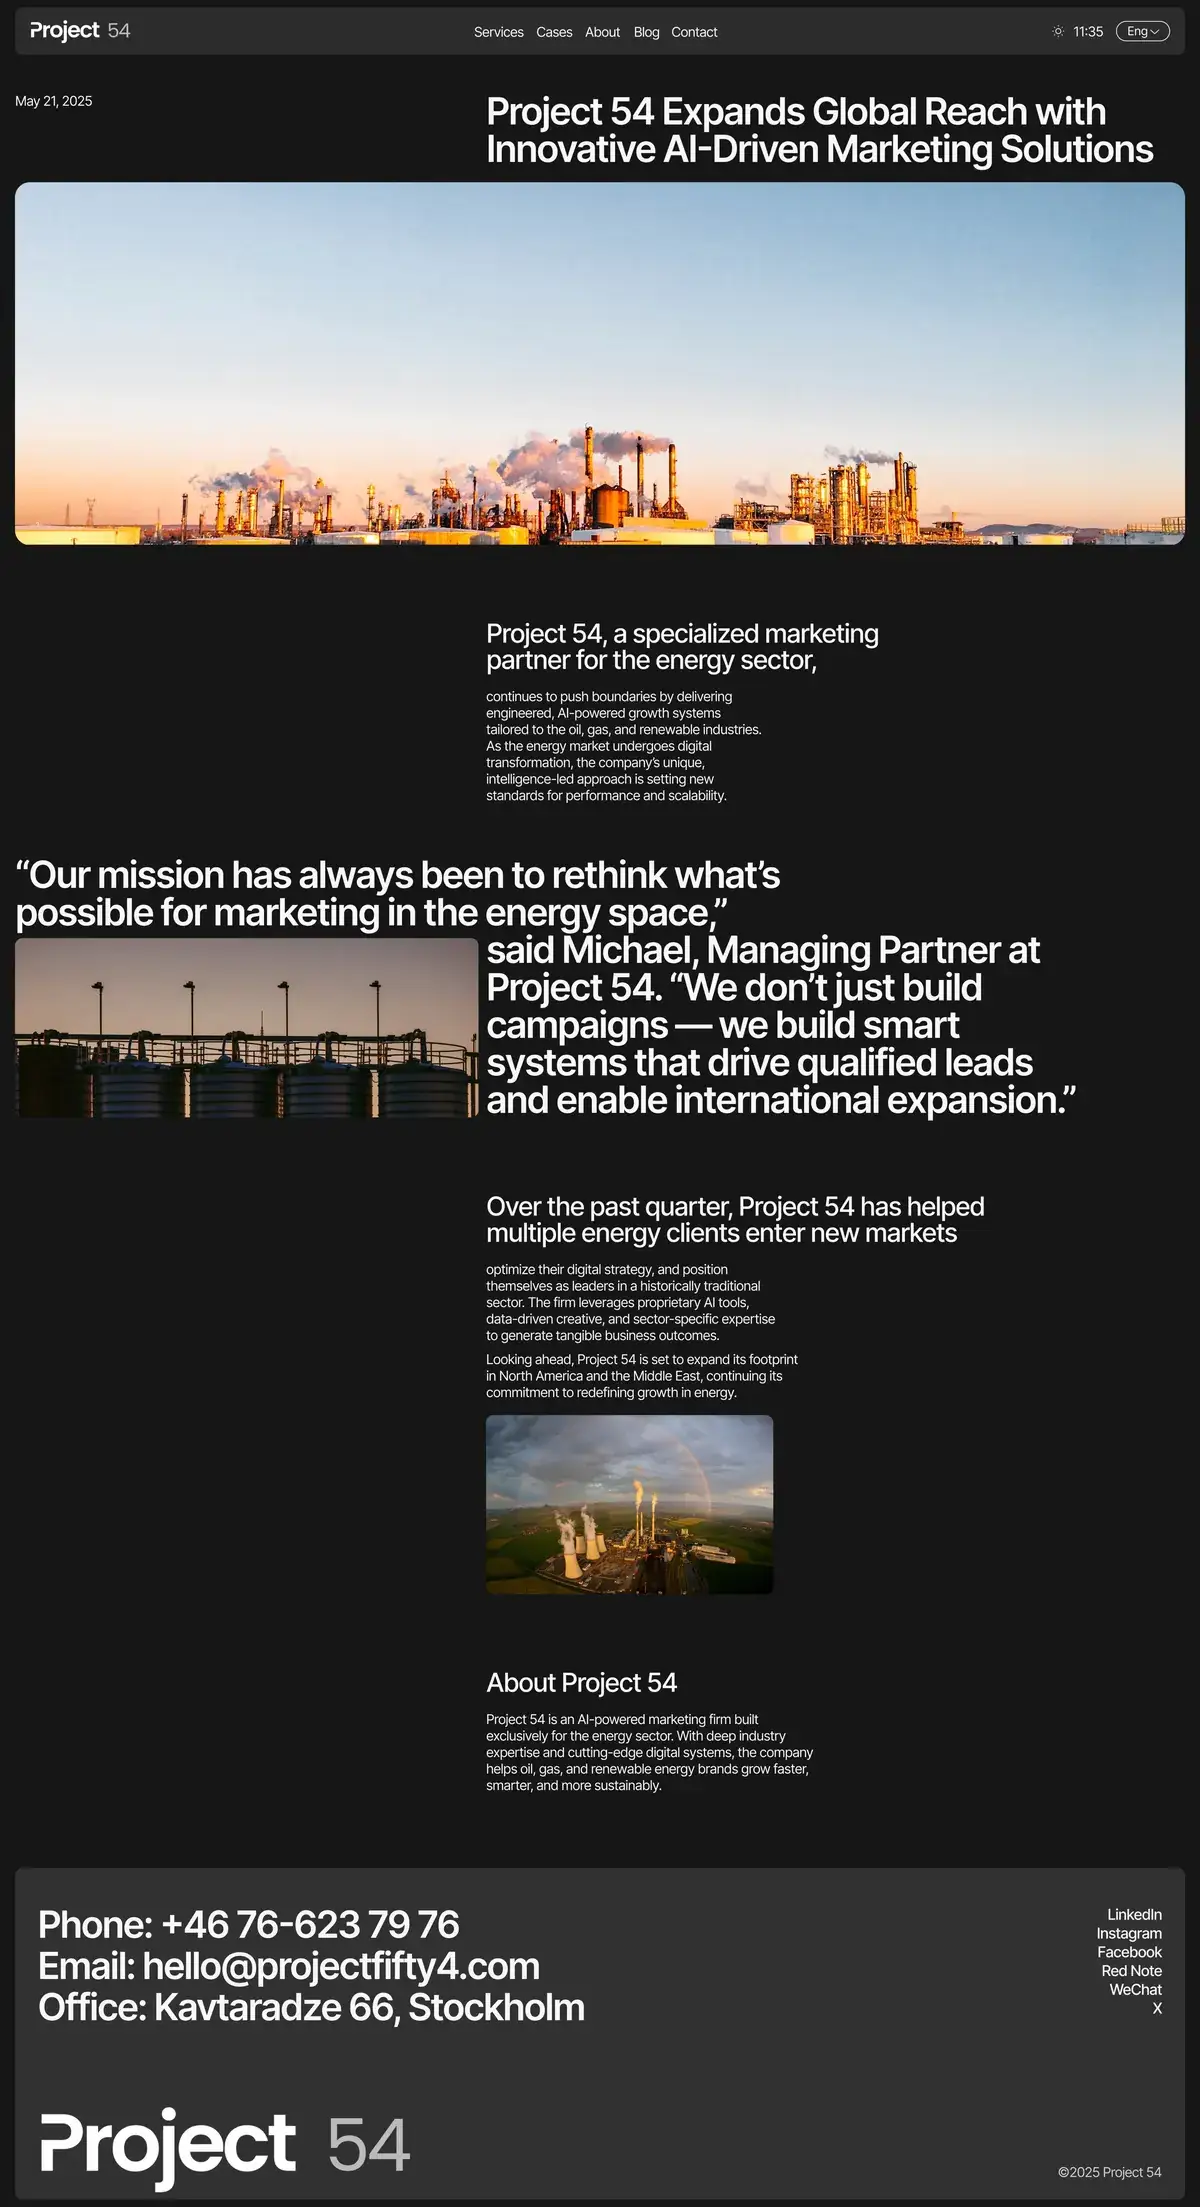 Project 54
Services Cases About Blog Contact
11:35
Eng
May 21, 2025
Project 54 Expands Global Reach with
Innovative AI-Driven Marketing Solutions
Project 54, a specialized marketing
partner for the energy sector,
continues to push boundaries by delivering
engineered, AI-powered growth systems
tailored to the oil, gas, and renewable industries.
As the energy market undergoes digital
transformation, the company’s unique,
intelligence-led approach is setting new
standards for performance and scalability.
“Our mission has always been to rethink what’s
possible for marketing in the energy space,”
said Michael, Managing Partner at
Project 54. “We don’t just build
campaigns — we build smart
systems that drive qualified leads
and enable international expansion.”
Over the past quarter, Project 54 has helped
multiple energy clients enter new markets
optimize their digital strategy, and position
themselves as leaders in a historically traditional
sector. The firm leverages proprietary AI tools,
data-driven creative, and sector-specific expertise
to generate tangible business outcomes.
Looking ahead, Project 54 is set to expand its footprint
in North America and the Middle East, continuing its
commitment to redefining growth in energy.
About Project 54
Project 54 is an AI-powered marketing firm built
exclusively for the energy sector. With deep industry
expertise and cutting-edge digital systems, the company
helps oil, gas, and renewable energy brands grow faster,
smarter, and more sustainably.
Phone: +46 76-623 79 76
Email: hello@projectfifty4.com
Office: Kavtaradze 66, Stockholm
LinkedIn
Instagram
Facebook
Red Note
WeChat
X
Project 54
©2025 Project 54